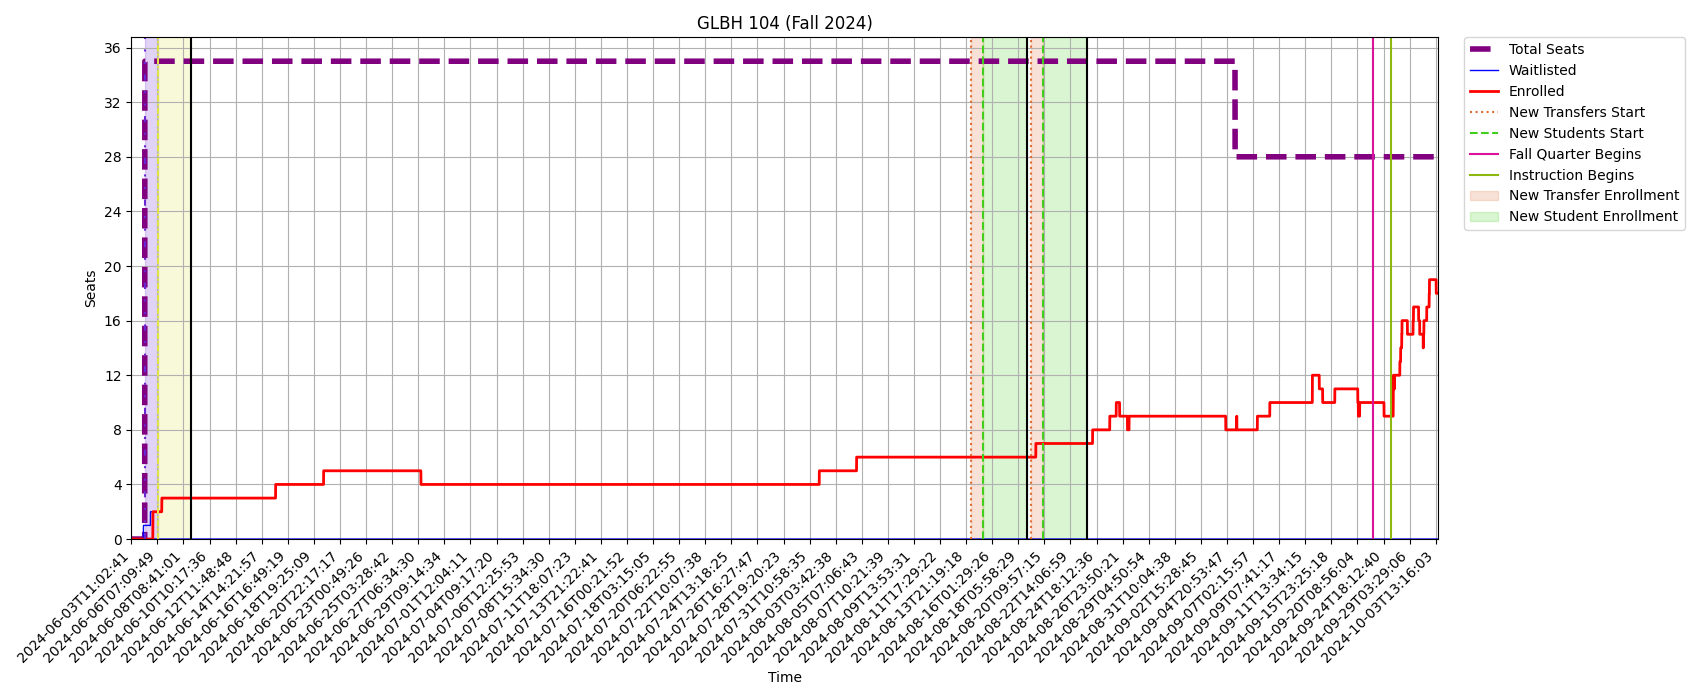 GLBH 104 (Fall 2024)
36
32
28
24
20
16
12
8
4
0
Seats
2024-06-03T11:02:41
2024-06-06T07:09:49
2024-06-08T08:41:01
2024-06-10T10:17:36
2024-06-12T11:48:48
2024-06-14T14:21:57
2024-06-16T16:49:19
2024-06-18T19:25:09
2024-06-20T22:17:17
2024-06-23T00:49:26
2024-06-25T03:28:42
2024-06-27T06:34:30
2024-06-29T09:14:34
2024-07-01T12:04:11
2024-07-04T09:17:20
2024-07-06T12:25:53
2024-07-08T15:34:30
2024-07-11T18:07:23
2024-07-13T21:22:41
2024-07-16T00:21:52
2024-07-18T03:15:05
2024-07-20T06:22:55
2024-07-22T10:07:38
2024-07-24T13:18:25
2024-07-26T16:27:47
2024-07-28T19:20:23
2024-07-31T10:58:35
2024-08-03T03:42:38
2024-08-05T07:06:43
2024-08-07T10:21:39
2024-08-09T13:53:31
2024-08-11T17:29:22
2024-08-13T21:19:18
2024-08-16T01:29:26
2024-08-18T05:58:29
2024-08-20T09:57:15
2024-08-22T14:06:59
2024-08-24T18:12:36
2024-08-26T23:50:21
2024-08-29T04:50:54
2024-08-31T10:04:38
2024-09-02T15:28:45
2024-09-04T20:53:47
2024-09-07T02:15:57
2024-09-09T07:41:17
2024-09-11T13:34:15
2024-09-15T23:25:18
2024-09-20T08:56:04
2024-09-24T18:12:40
2024-09-29T03:29:06
2024-10-03T13:16:03
Time
Total Seats
Waitlisted
Enrolled
New Transfers Start
New Students Start
Fall Quarter Begins
Instruction Begins
New Transfer Enrollment
New Student Enrollment